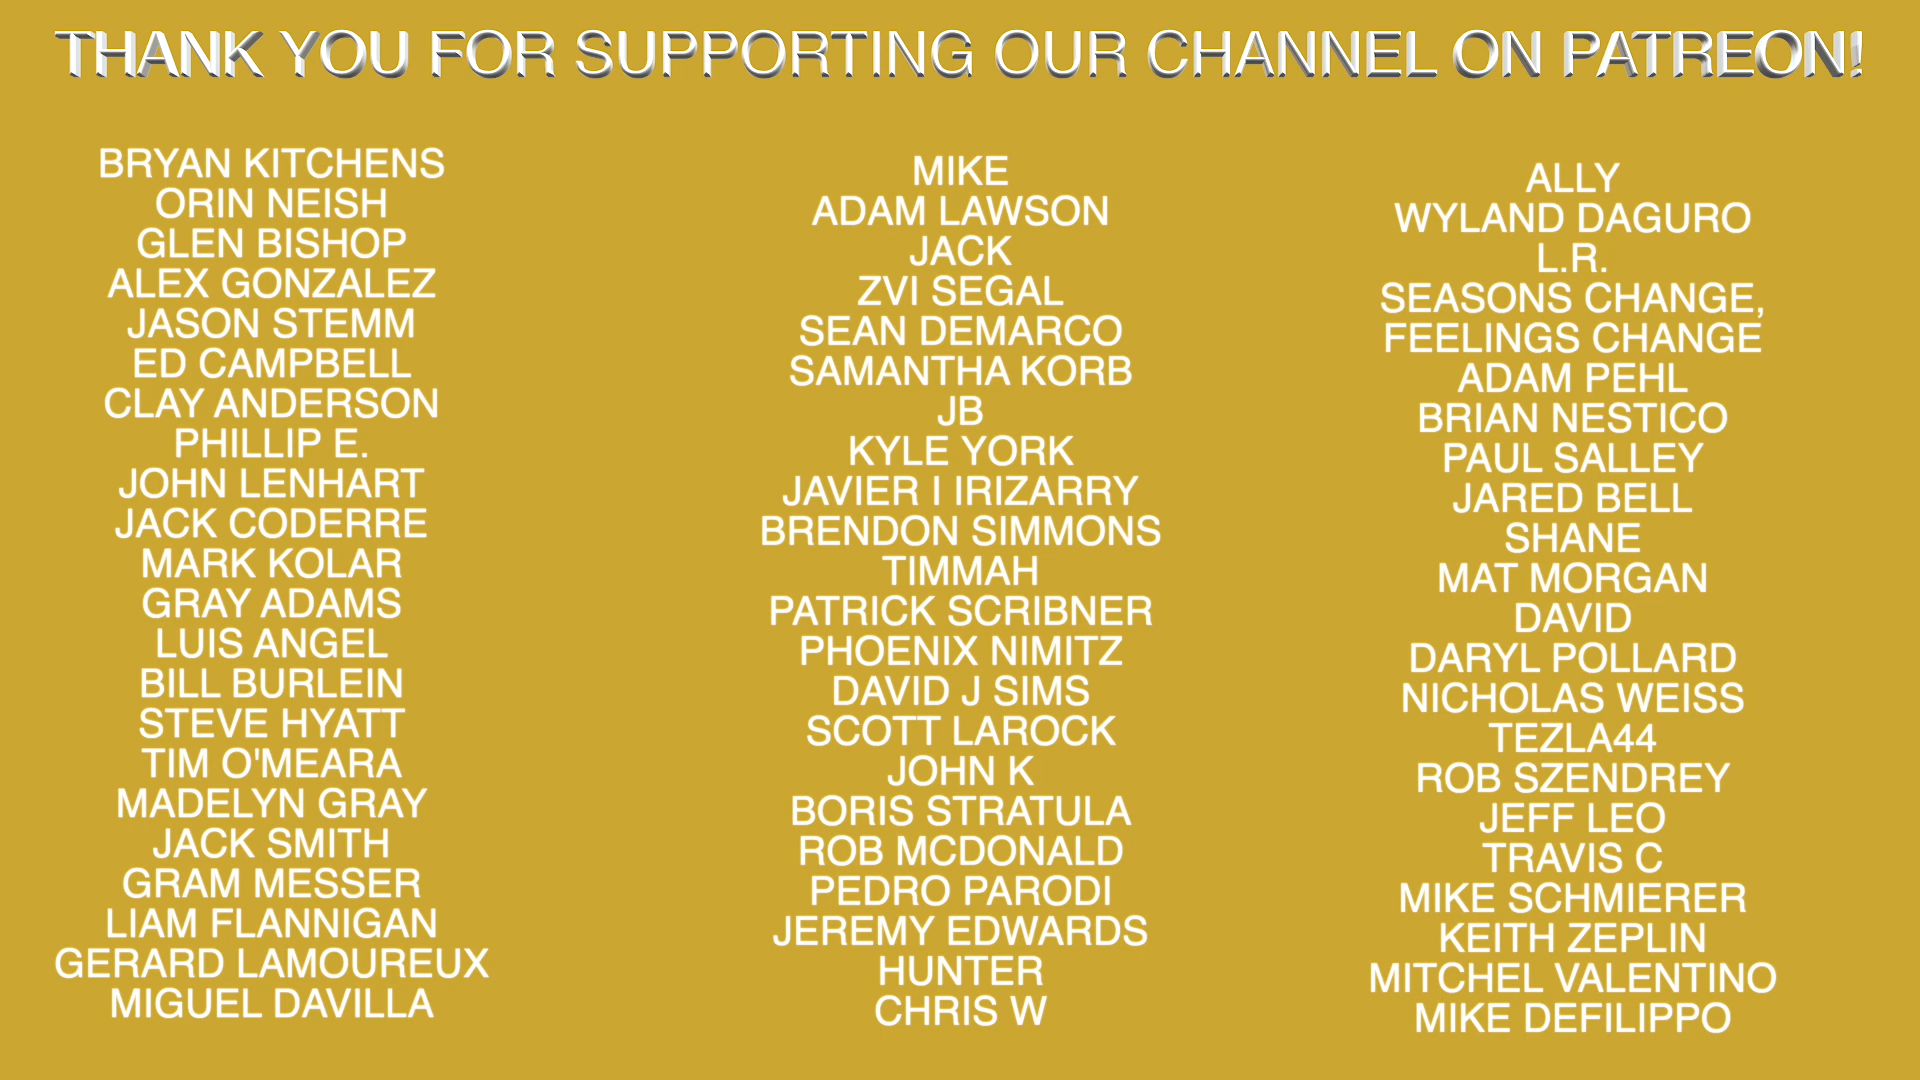 THANK YOU FOR SUPPORTING OUR CHANNEL ON PATREON!
BRYAN KITCHENS
ORIN NEISH
GLEN BISHOP
ALEX GONZALEZ
JASON STEMM
ED CAMPBELL
CLAY ANDERSON
PHILLIP E.
JOHN LENHART
JACK CODERRE
MARK KOLAR
GRAY ADAMS
LUIS ANGEL
BILL BURLEIN
STEVE HYATT
TIM O'MEARA
MADELYN GRAY
JACK SMITH
GRAM MESSER
LIAM FLANNIGAN
GERARD LAMOUREUX
MIGUEL DAVILLA
MIKE
ADAM LAWSON
JACK
ZVI SEGAL
SEAN DEMARCO
SAMANTHA KORB
JB
KYLE YORK
JAVIER I IRIZARRY
BRENDON SIMMONS
TIMMAH
PATRICK SCRIBNER
PHOENIX NIMITZ
DAVID J SIMS
SCOTT LAROCK
JOHN K
BORIS STRATULA
ROB MCDONALD
PEDRO PARODI
JEREMY EDWARDS
HUNTER
CHRIS W
ALLY
WYLAND DAGURO
L.R.
SEASONS CHANGE,
FEELINGS CHANGE
ADAM PEHL
BRIAN NESTICO
PAUL SALLEY
JARED BELL
SHANE
MAT MORGAN
DAVID
DARYL POLLARD
NICHOLAS WEISS
TEZLA44
ROB SZENDREY
JEFF LEO
TRAVIS C
MIKE SCHMIERER
KEITH ZEPLIN
MITCHEL VALENTINO
MIKE DEFILIPPO